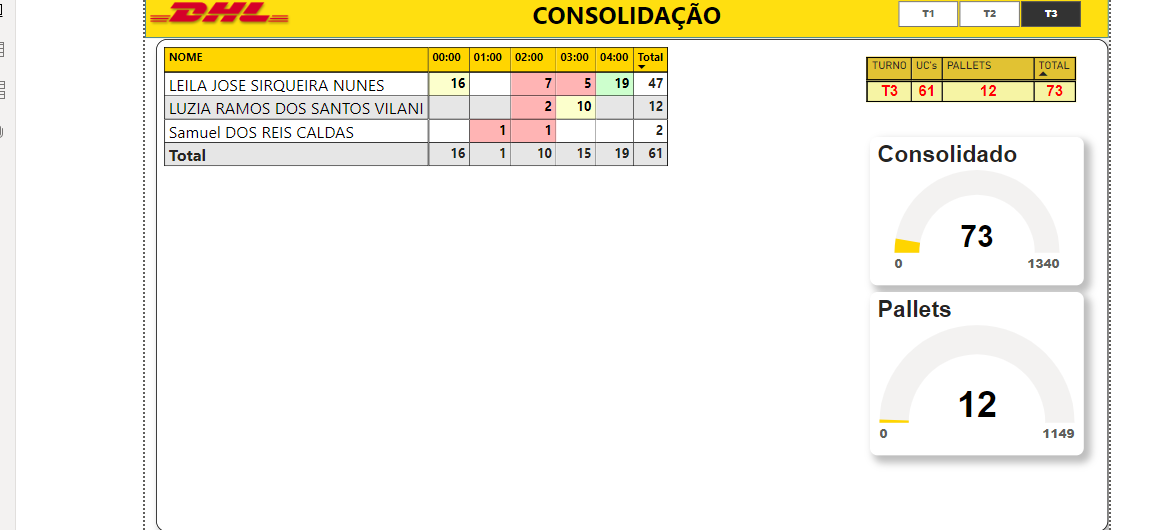 DHL
CONSOLIDAÇÃO
T1 T2 T3
NOME 00:00 01:00 02:00 03:00 04:00 Total
LEILA JOSE SIRQUEIRA NUNES 16 7 5 19 47
LUZIA RAMOS DOS SANTOS VILANI 2 10 12
Samuel DOS REIS CALDAS 1 1 2
Total 16 1 10 15 19 61
TURNO UC's PALLETS TOTAL
T3 61 12 73
Consolidado
73
0 1340
Pallets
12
0 1149